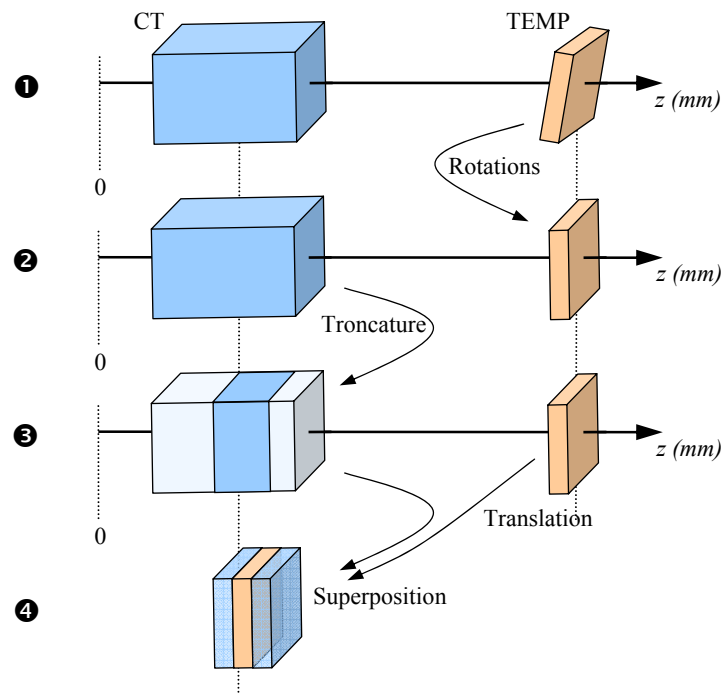 CT TEMP
❶ z (mm)
0 Rotations
❷ z (mm)
Troncature
0
❸ z (mm)
0 Translation
Superposition
❹